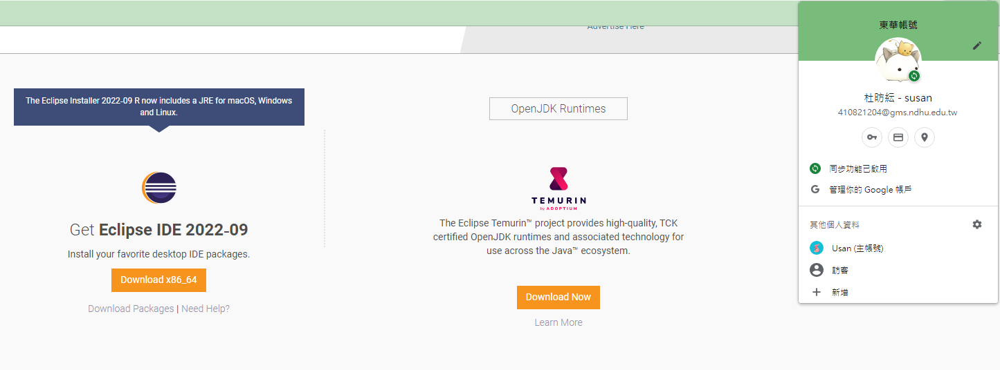 Advertise Here
The Eclipse Installer 2022-09 R now includes a JRE for macOS, Windows
and Linux.
Get Eclipse IDE 2022-09
Install your favorite desktop IDE packages.
Download x86_64
Download Packages | Need Help?
OpenJDK Runtimes
TEMURIN
by ADOPTIUM
The Eclipse Temurin™ project provides high-quality, TCK
certified OpenJDK runtimes and associated technology for
use across the Java™ ecosystem.
Download Now
Learn More
東華帳號
杜昉紜 - susan
410821204@gms.ndhu.edu.tw
同步功能已啟用
G 管理你的 Google 帳戶
其他個人資料
Usan (主帳號)
訪客
新增